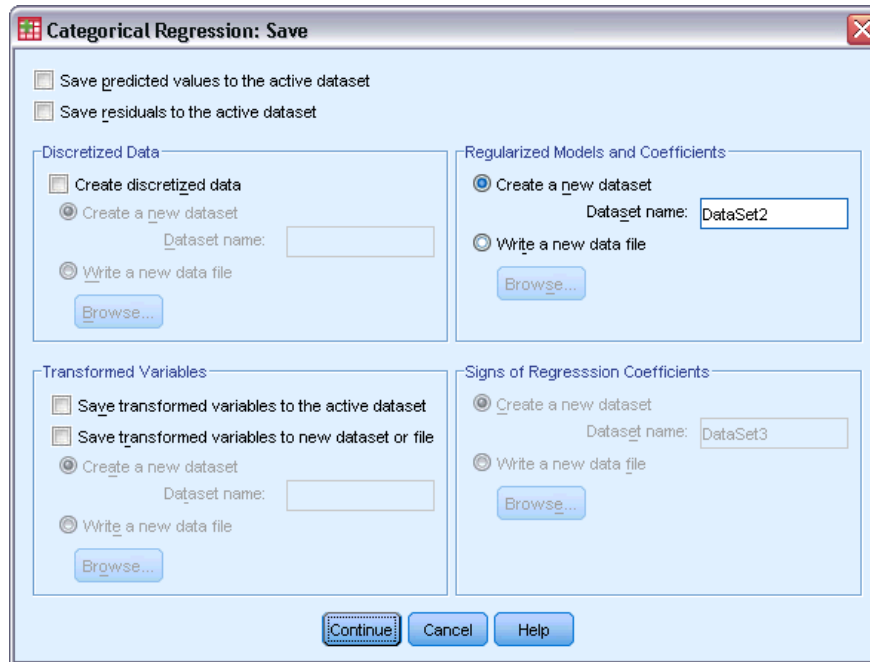 Categorical Regression: Save
Save predicted values to the active dataset
Save residuals to the active dataset
Discretized Data
Create discretized data
Create a new dataset
Dataset name:
Write a new data file
Browse...
Regularized Models and Coefficients
Create a new dataset
Dataset name: DataSet2
Write a new data file
Browse...
Transformed Variables
Save transformed variables to the active dataset
Save transformed variables to new dataset or file
Create a new dataset
Dataset name:
Write a new data file
Browse...
Signs of Regresssion Coefficients
Create a new dataset
Dataset name: DataSet3
Write a new data file
Browse...
Continue Cancel Help